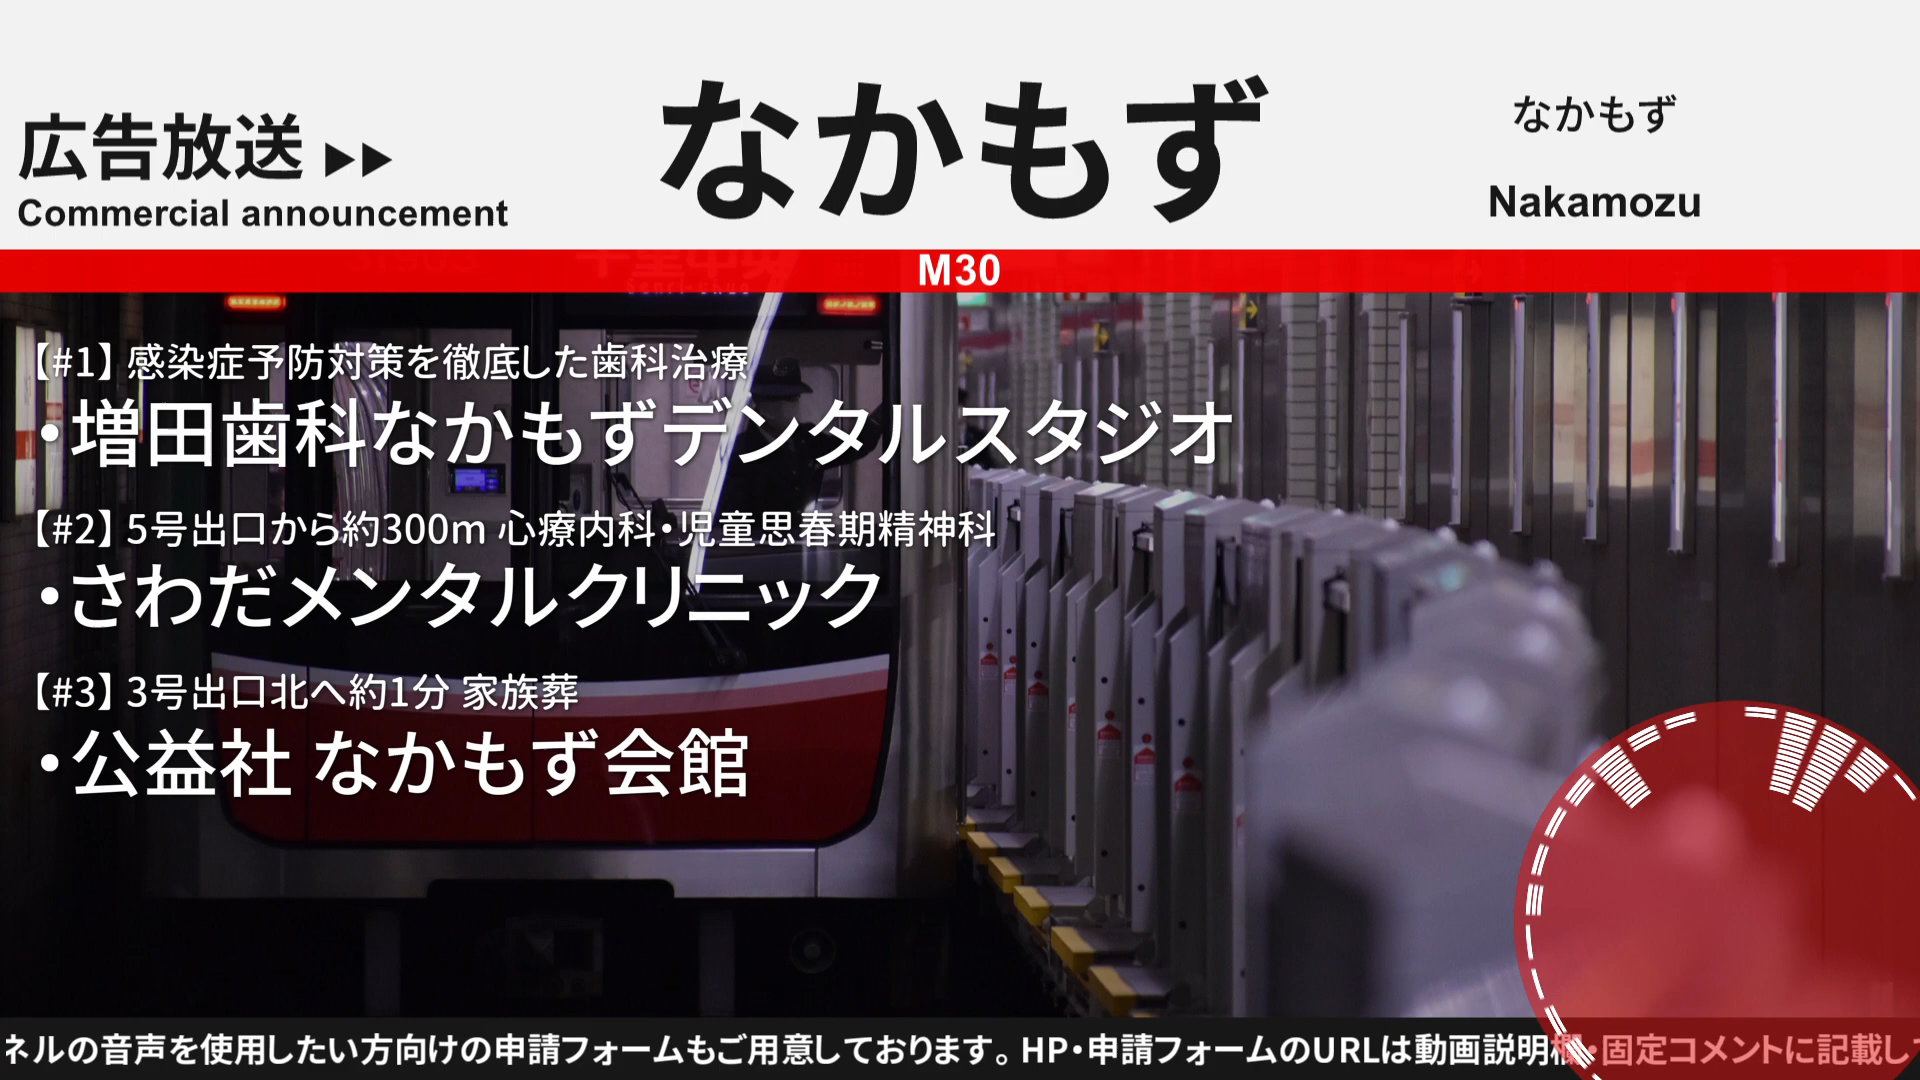 広告放送 ▶▶
Commercial announcement
なかもず
なかもず
Nakamozu
M30
【#1】 感染症予防対策を徹底した歯科治療
・増田歯科なかもずデンタルスタジオ
【#2】 5号出口から約300m 心療内科・児童思春期精神科
・さわだメンタルクリニック
【#3】 3号出口北へ約1分 家族葬
・公益社 なかもず会館
ネルの音声を使用したい方向けの申請フォームもご用意しております。HP・申請フォームのURLは動画説明欄・固定コメントに記載し